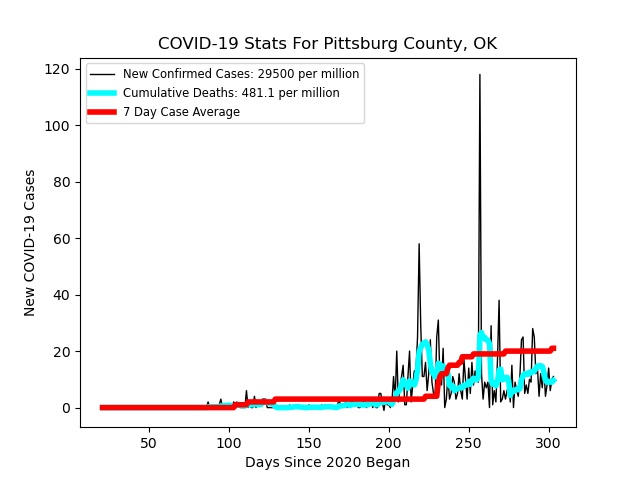 COVID-19 Stats For Pittsburg County, OK
New Confirmed Cases: 29500 per million
Cumulative Deaths: 481.1 per million
7 Day Case Average
120
100
80
60
40
20
0
New COVID-19 Cases
50 100 150 200 250 300
Days Since 2020 Began